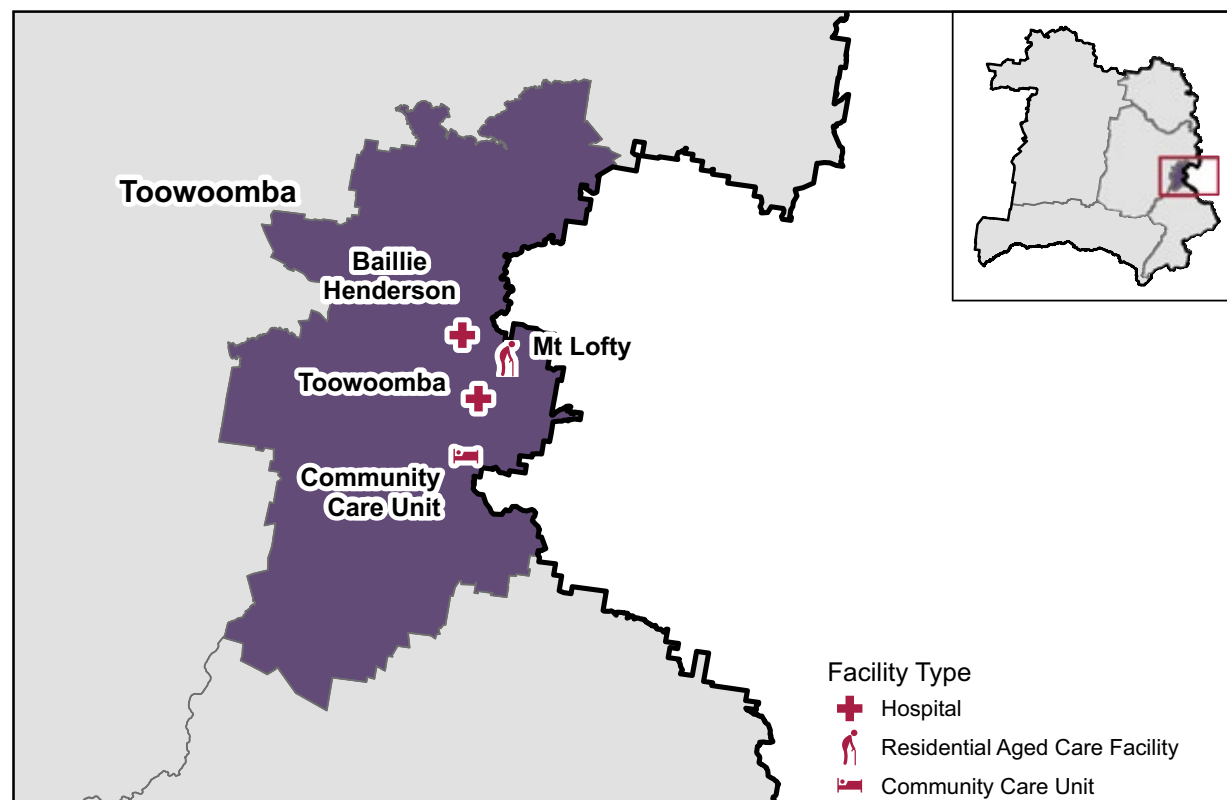 Toowoomba
Baillie
Henderson
Mt Lofty
Toowoomba
Community
Care Unit
Facility Type
Hospital
Residential Aged Care Facility
Community Care Unit